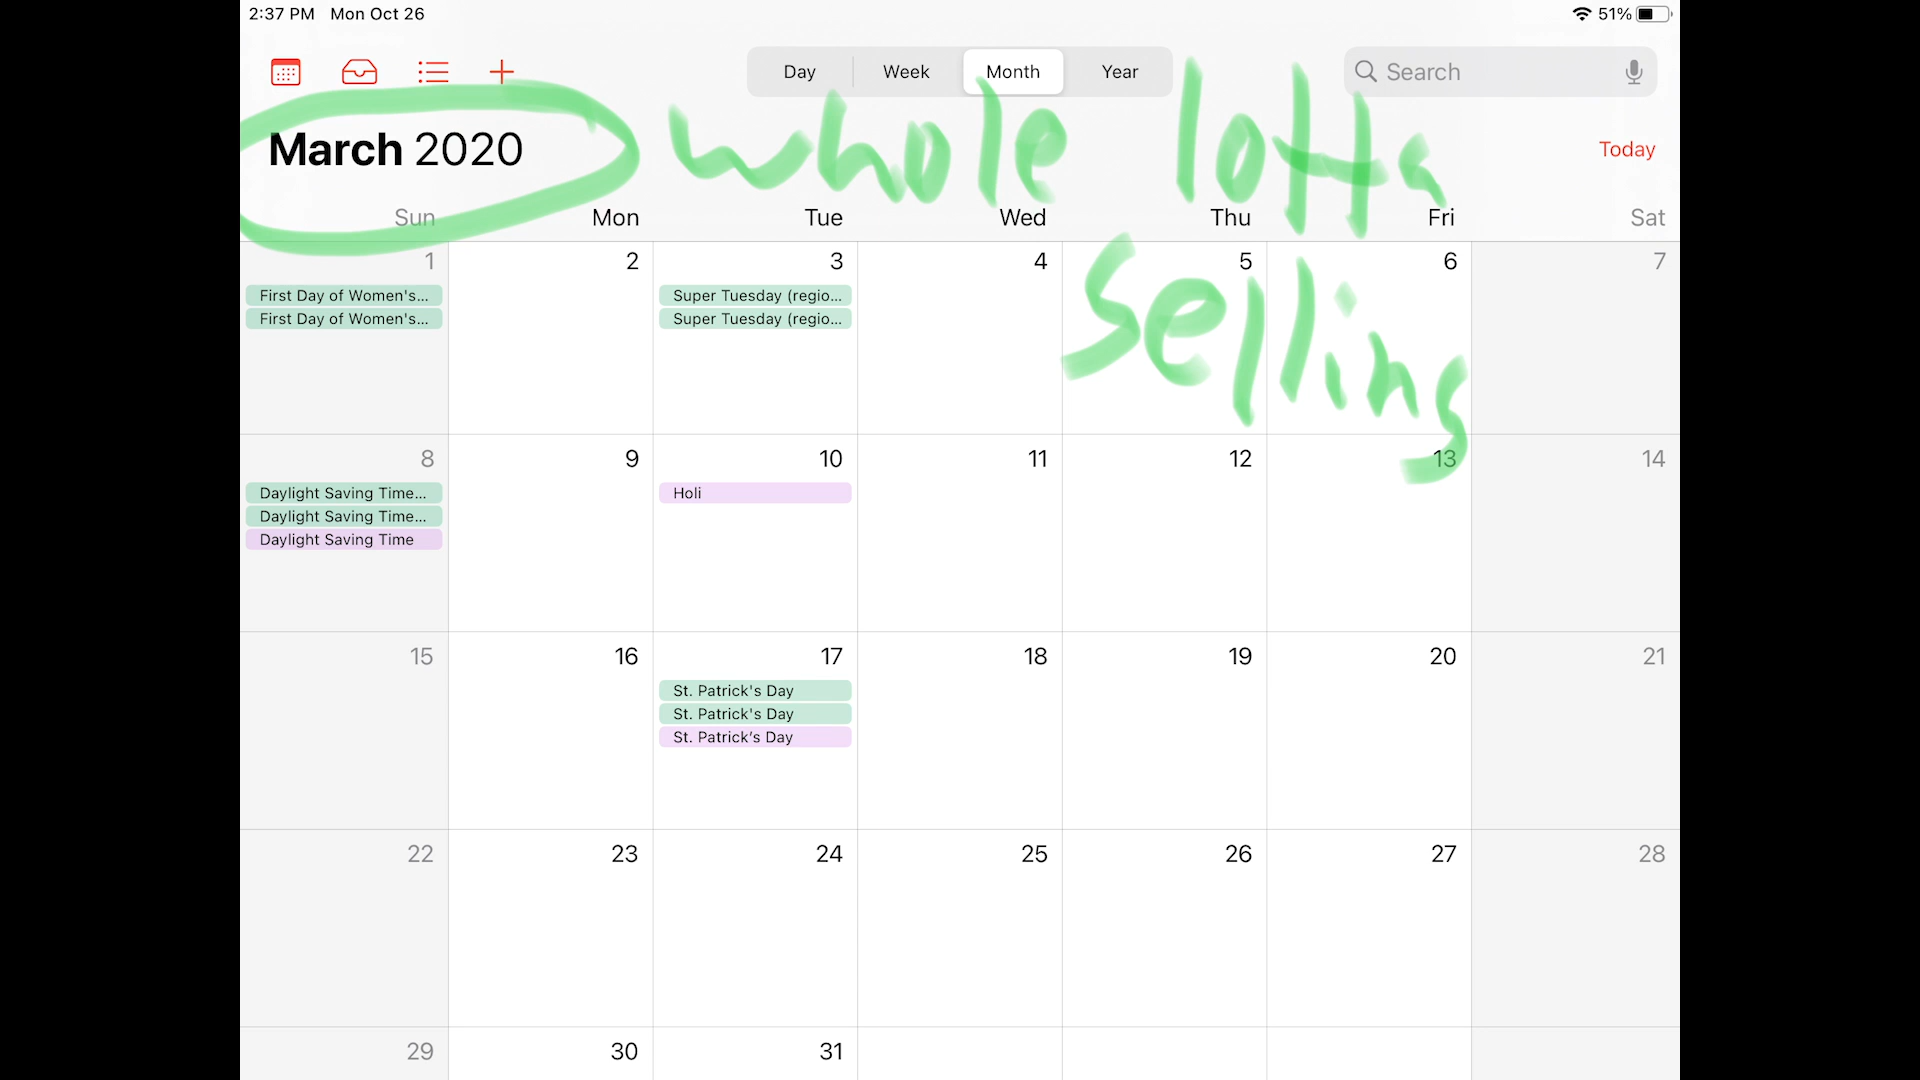 2:37 PM Mon Oct 26 51%
Day Week Month Year Search
March 2020 whole lotta Today
Sun Mon Tue Wed Thu Fri Sat
selling
1 2 3 4 5 6 7
First Day of Women's... Super Tuesday (regio...
First Day of Women's... Super Tuesday (regio...
8 9 10 11 12 13 14
Daylight Saving Time... Holi
Daylight Saving Time...
Daylight Saving Time
15 16 17 18 19 20 21
St. Patrick's Day
St. Patrick's Day
St. Patrick’s Day
22 23 24 25 26 27 28
29 30 31